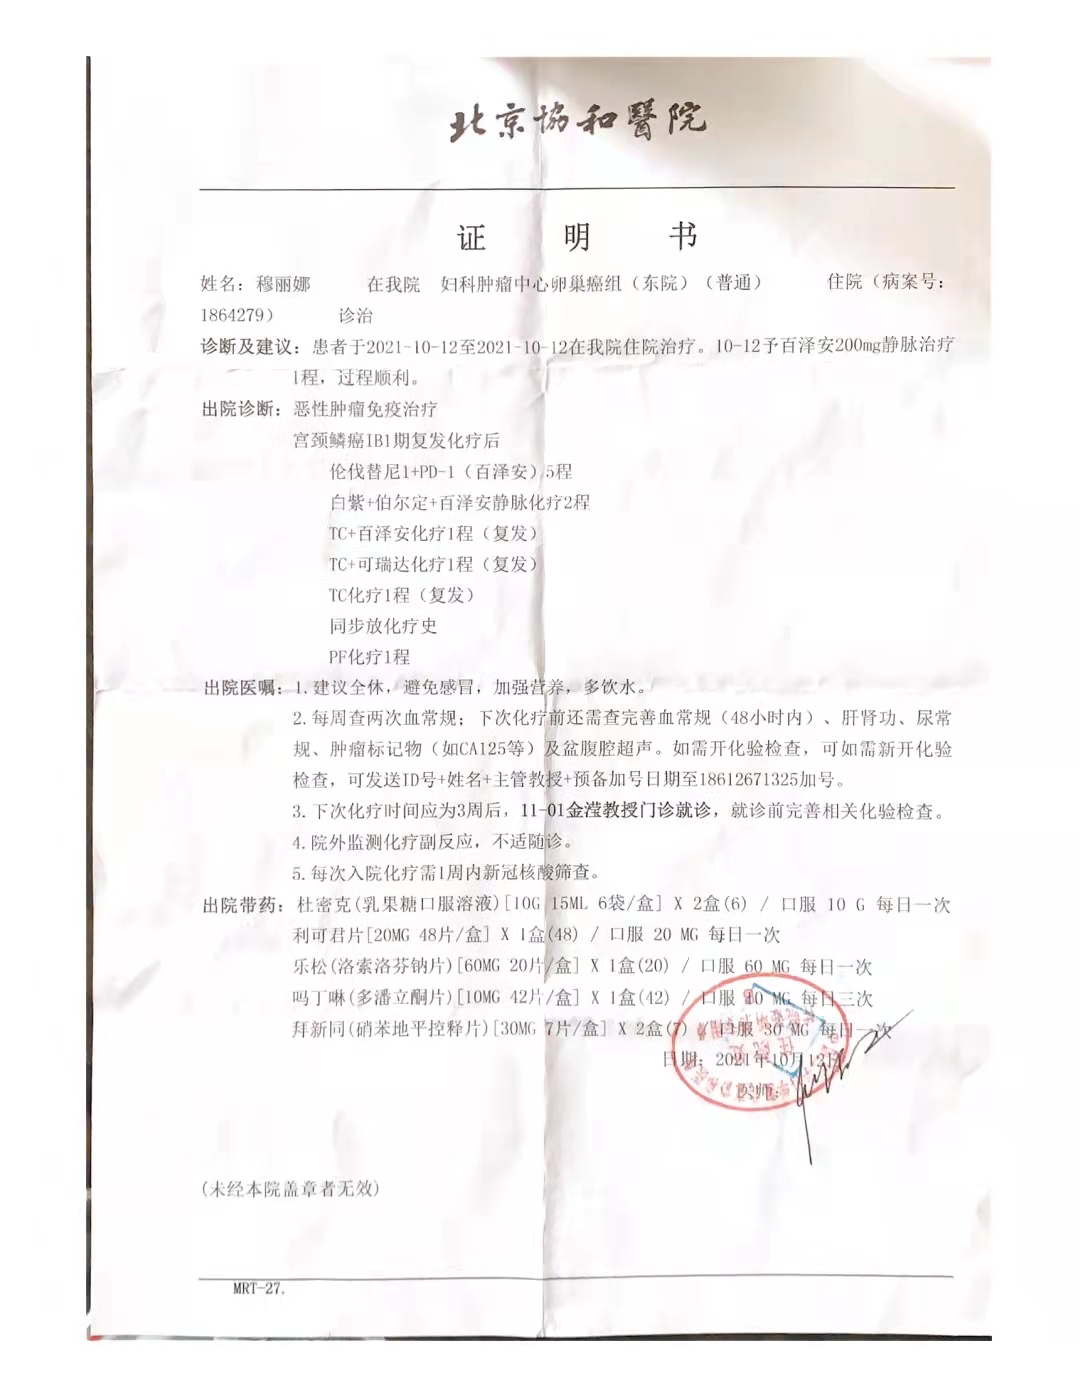 北京協和醫院
证 明 书
姓名：穆丽娜 在我院 妇科肿瘤中心卵巢癌组（东院）（普通） 住院（病案号：
1864279） 诊治
诊断及建议：患者于2021-10-12至2021-10-12在我院住院治疗。10-12予百泽安200mg静脉治疗
1程，过程顺利。
出院诊断：恶性肿瘤免疫治疗
宫颈鳞癌IB1期复发化疗后
伦伐替尼1+PD-1（百泽安）5程
白紫+伯尔定+百泽安静脉化疗2程
TC+百泽安化疗1程（复发）
TC+可瑞达化疗1程（复发）
TC化疗1程（复发）
同步放化疗史
PF化疗1程
出院医嘱：1.建议全休，避免感冒，加强营养，多饮水。
2.每周查两次血常规；下次化疗前还需查完善血常规（48小时内）、肝肾功、尿常
规、肿瘤标记物（如CA125等）及盆腹腔超声。如需开化验检查，可如需新开化验
检查，可发送ID号+姓名+主管教授+预备加号日期至18612671325加号。
3.下次化疗时间应为3周后，11-01金滢教授门诊就诊，就诊前完善相关化验检查。
4.院外监测化疗副反应，不适随诊。
5.每次入院化疗需1周内新冠核酸筛查。
出院带药：杜密克(乳果糖口服溶液)[10G 15ML 6袋/盒] X 2盒(6) / 口服 10 G 每日一次
利可君片[20MG 48片/盒] X 1盒(48) / 口服 20 MG 每日一次
乐松(洛索洛芬钠片)[60MG 20片/盒] X 1盒(20) / 口服 60 MG 每日一次
吗丁啉(多潘立酮片)[10MG 42片/盒] X 1盒(42) / 口服 10 MG 每日三次
拜新同(硝苯地平控释片)[30MG 7片/盒] X 2盒(7) / 口服 30 MG 每日一次
日期：2021年10月12日
医师：
(未经本院盖章者无效)
MRT-27.